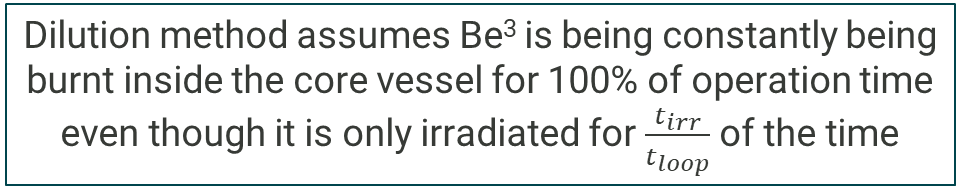 Dilution method assumes Be³ is being constantly being
burnt inside the core vessel for 100% of operation time
even though it is only irradiated for t_irr/t_loop of the time